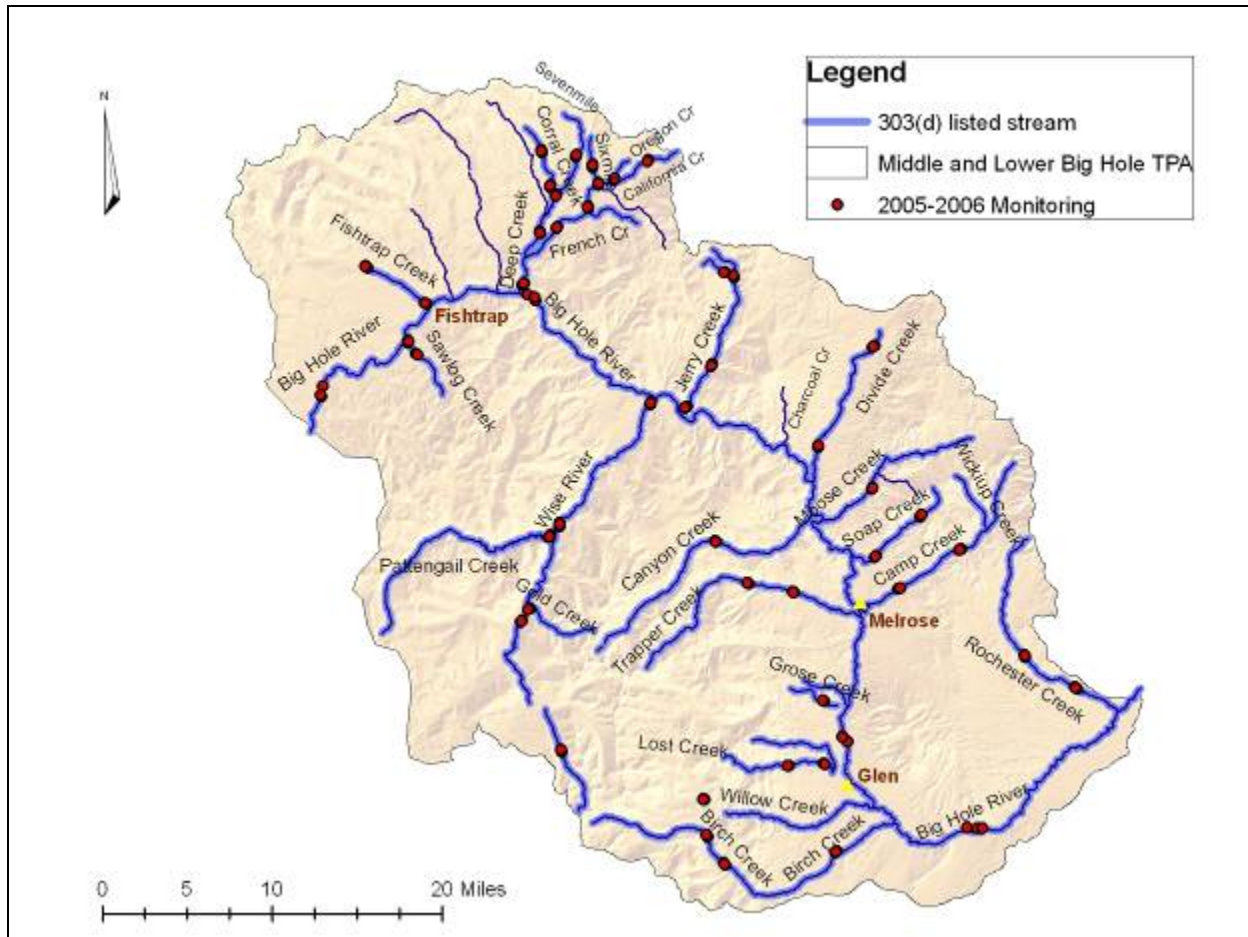 N
Legend
303(d) listed stream
Middle and Lower Big Hole TPA
2005-2006 Monitoring
Sevenmile
Corral Creek
Sixmile
Oregon Cr
California Cr
French Cr
Deep Creek
Fishtrap Creek
Fishtrap
Big Hole River
Sawlog Creek
Big Hole River
Jerry Creek
Charcoal Cr
Divide Creek
Moose Creek
Wickiup Creek
Soap Creek
Camp Creek
Wise River
Pattengail Creek
Gold Creek
Canyon Creek
Trapper Creek
Melrose
Rochester Creek
Grose Creek
Lost Creek
Glen
Willow Creek
Birch Creek
Birch Creek
Big Hole River
0 5 10 20 Miles